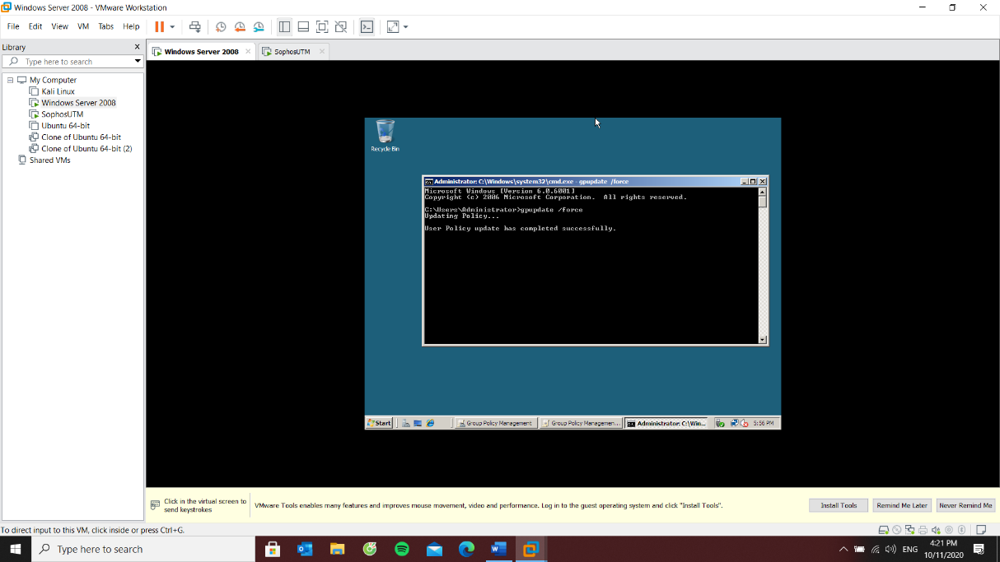 Windows Server 2008 - VMware Workstation
File Edit View VM Tabs Help
Library
Type here to search
My Computer
Kali Linux
Windows Server 2008
SophosUTM
Ubuntu 64-bit
Clone of Ubuntu 64-bit
Clone of Ubuntu 64-bit (2)
Shared VMs
Windows Server 2008
SophosUTM
Recycle Bin
Administrator: C:\Windows\system32\cmd.exe - gpupdate /force
Microsoft Windows [Version 6.0.6001]
Copyright (c) 2006 Microsoft Corporation. All rights reserved.
C:\Users\Administrator>gpupdate /force
Updating Policy...
User Policy update has completed successfully.
Start
Group Policy Management
Group Policy Managemen...
Administrator: C:\Win...
5:56 PM
Click in the virtual screen to
send keystrokes
VMware Tools enables many features and improves mouse movement, video and performance. Log in to the guest operating system and click "Install Tools".
Install Tools
Remind Me Later
Never Remind Me
To direct input to this VM, click inside or press Ctrl+G.
Type here to search
ENG
4:21 PM
10/11/2020